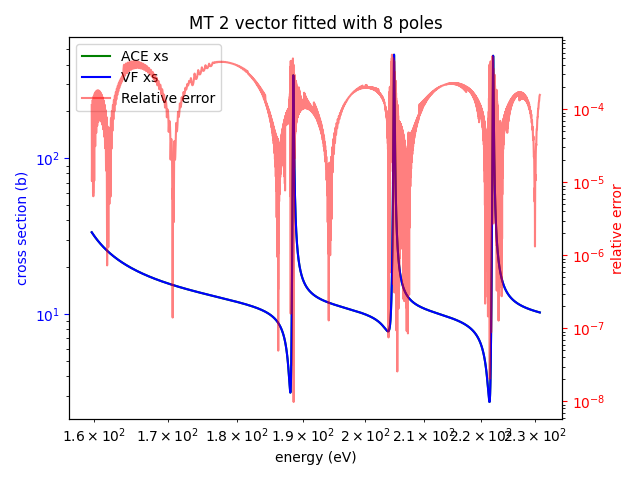 MT 2 vector fitted with 8 poles
ACE xs
VF xs
Relative error
cross section (b)
10²
10¹
relative error
10⁻⁴
10⁻⁵
10⁻⁶
10⁻⁷
10⁻⁸
1.6 × 10² 1.7 × 10² 1.8 × 10² 1.9 × 10² 2 × 10² 2.1 × 10² 2.2 × 10² 2.3 × 10²
energy (eV)